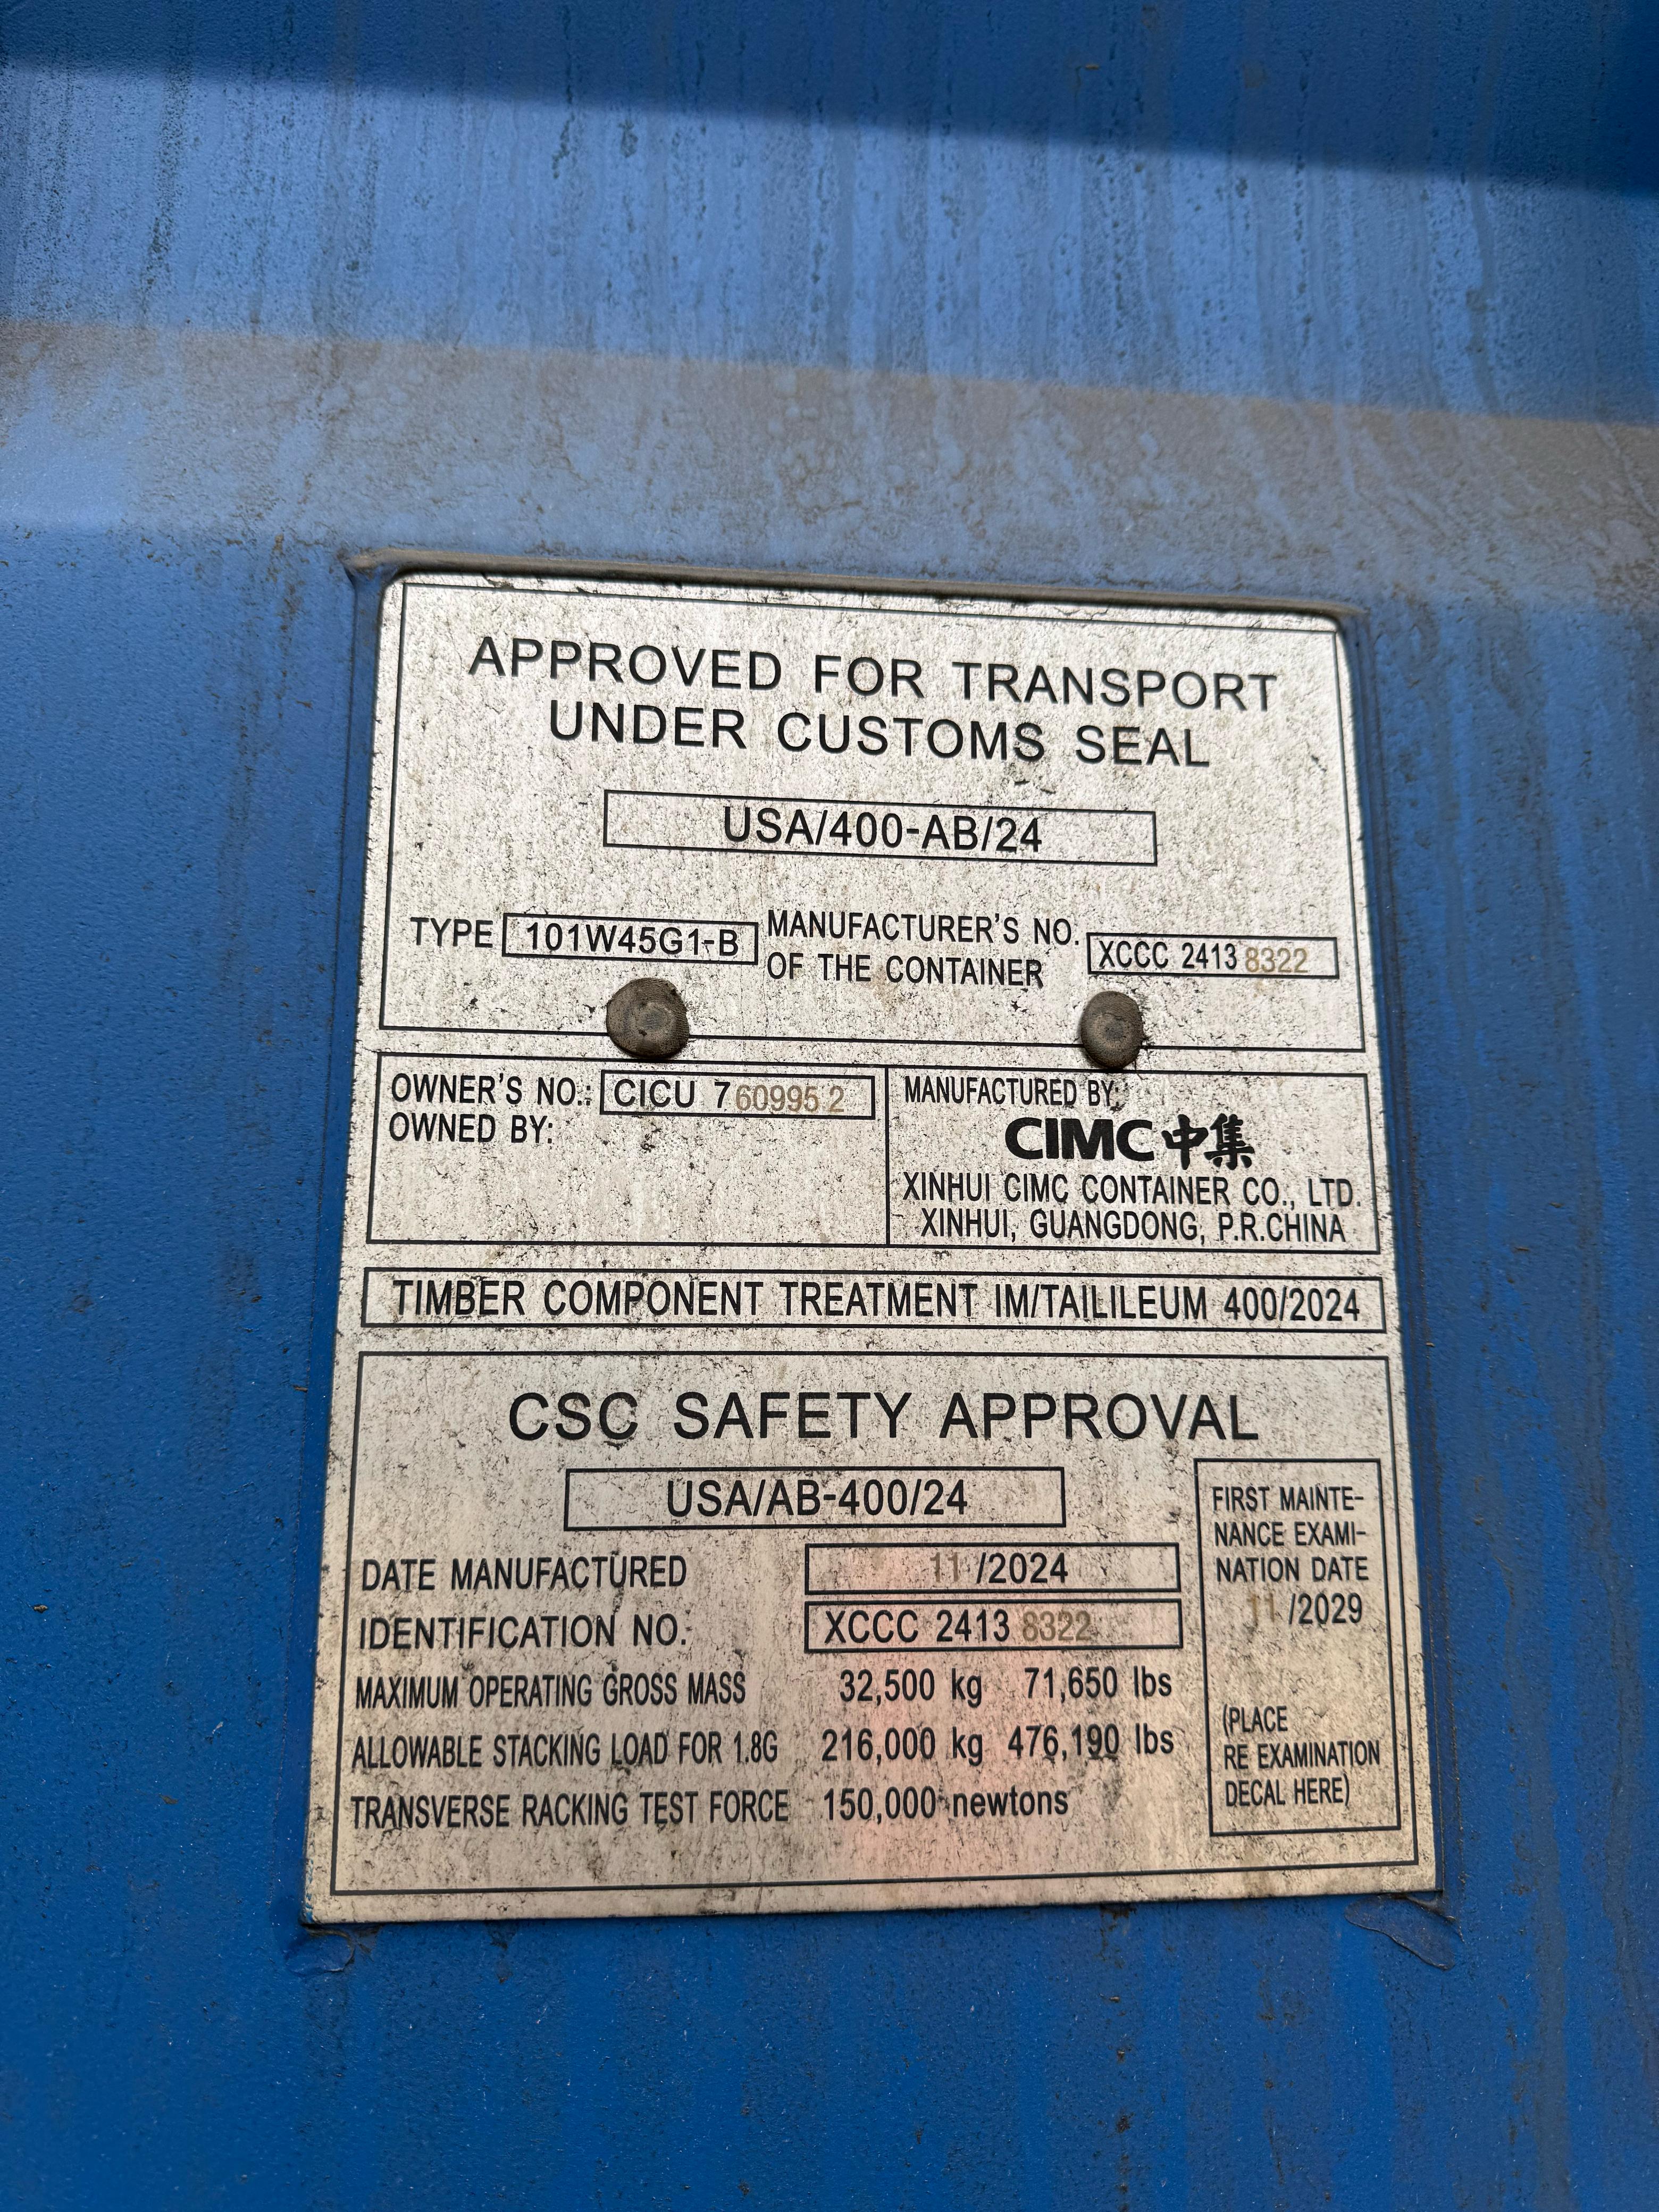 APPROVED FOR TRANSPORT
UNDER CUSTOMS SEAL
USA/400-AB/24
TYPE 101W45G1-B MANUFACTURER'S NO.
OF THE CONTAINER XCCC 2413 8322
OWNER'S NO.: CICU 7 60995 2
OWNED BY:
MANUFACTURED BY:
CIMC中集
XINHUI CIMC CONTAINER CO., LTD.
XINHUI, GUANGDONG, P.R.CHINA
TIMBER COMPONENT TREATMENT IM/TAILILEUM 400/2024
CSC SAFETY APPROVAL
USA/AB-400/24
DATE MANUFACTURED 11 /2024
IDENTIFICATION NO. XCCC 2413 8322
MAXIMUM OPERATING GROSS MASS 32,500 kg 71,650 lbs
ALLOWABLE STACKING LOAD FOR 1.8G 216,000 kg 476,190 lbs
TRANSVERSE RACKING TEST FORCE 150,000 newtons
FIRST MAINTE-
NANCE EXAMI-
NATION DATE
11 /2029
(PLACE
RE EXAMINATION
DECAL HERE)